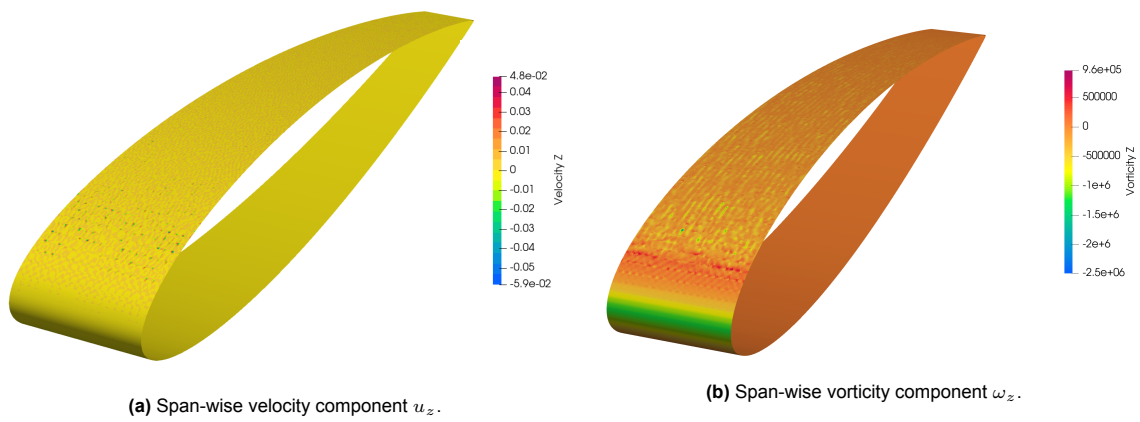 4.8e-02
0.04
0.03
0.02
0.01
0
-0.01
-0.02
-0.03
-0.04
-0.05
-5.9e-02
Velocity Z
9.6e+05
500000
0
-500000
-1e+6
-1.5e+6
-2e+6
-2.5e+06
Vorticity Z
(a) Span-wise velocity component u_z.
(b) Span-wise vorticity component ω_z.